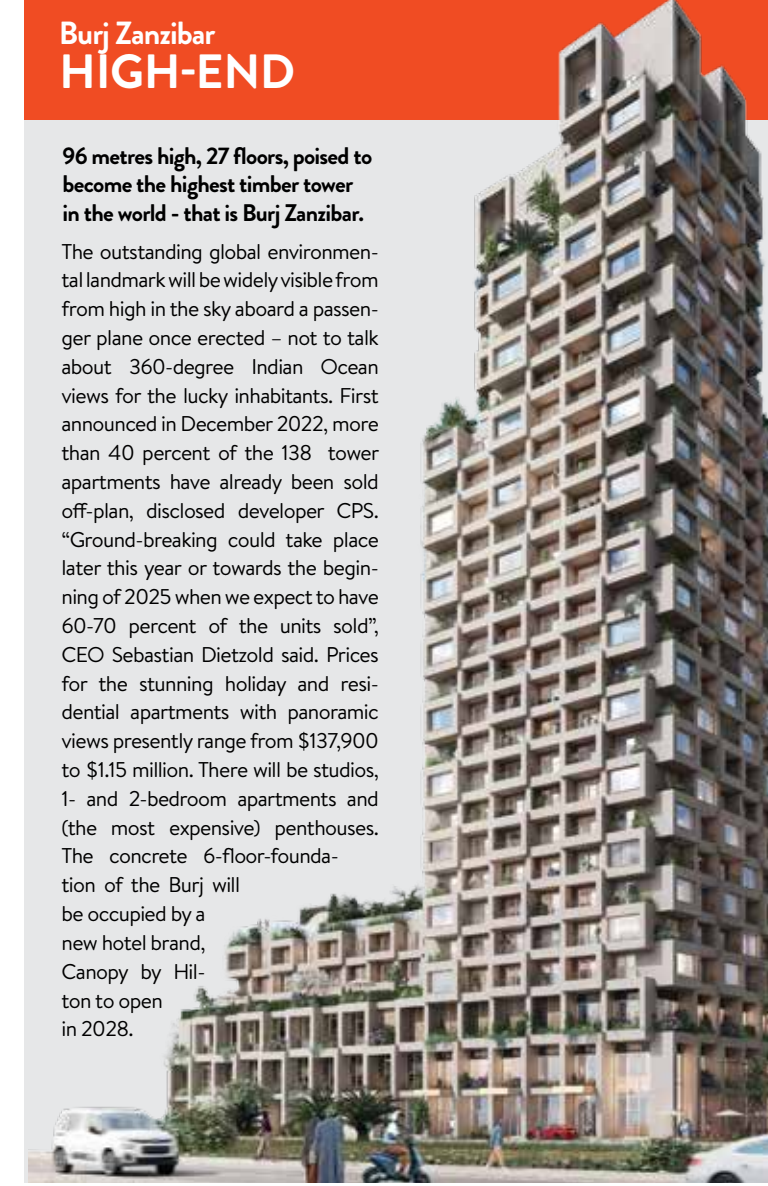 Burj Zanzibar
HIGH-END
96 metres high, 27 floors, poised to
become the highest timber tower
in the world - that is Burj Zanzibar.
The outstanding global environmen-
tal landmark will be widely visible from
from high in the sky aboard a passen-
ger plane once erected – not to talk
about 360-degree Indian Ocean
views for the lucky inhabitants. First
announced in December 2022, more
than 40 percent of the 138 tower
apartments have already been sold
off-plan, disclosed developer CPS.
“Ground-breaking could take place
later this year or towards the begin-
ning of 2025 when we expect to have
60-70 percent of the units sold”,
CEO Sebastian Dietzold said. Prices
for the stunning holiday and resi-
dential apartments with panoramic
views presently range from $137,900
to $1.15 million. There will be studios,
1- and 2-bedroom apartments and
(the most expensive) penthouses.
The concrete 6-floor-founda-
tion of the Burj will
be occupied by a
new hotel brand,
Canopy by Hil-
ton to open
in 2028.